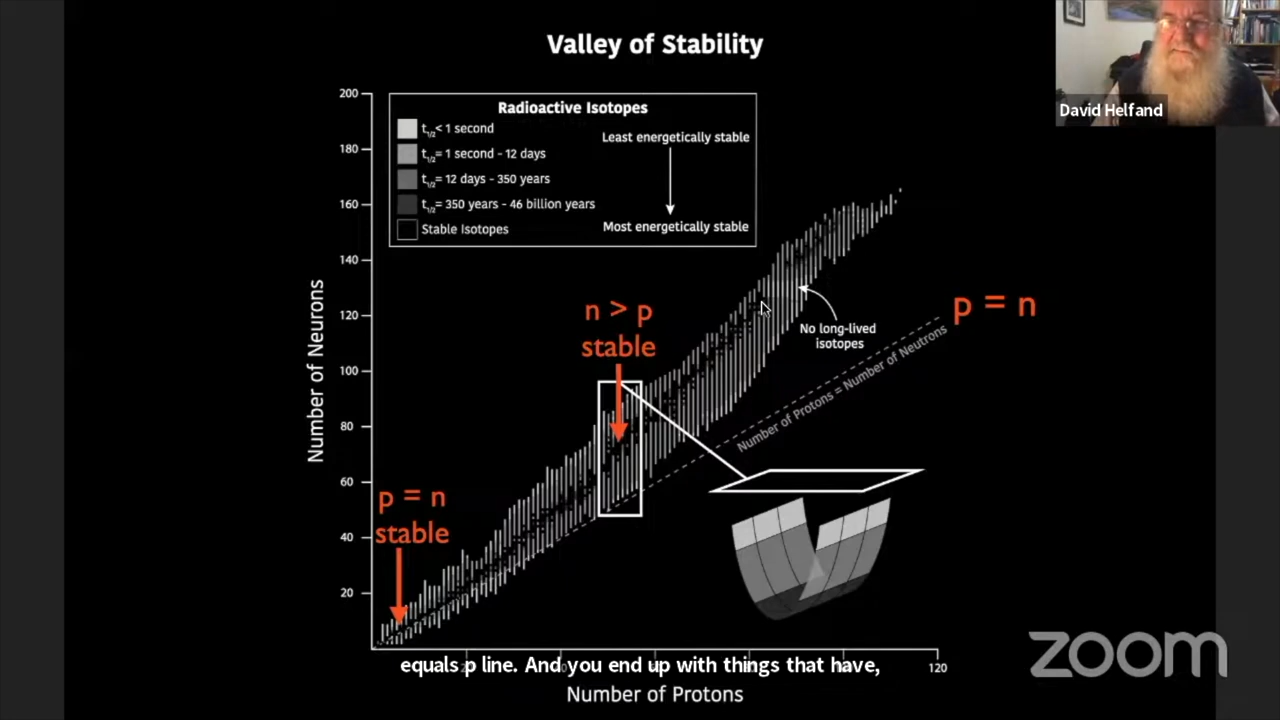 Valley of Stability
David Helfand
200
180
160
140
120
100
80
60
40
20
Number of Neurons
Radioactive Isotopes
t1/2< 1 second
t1/2= 1 second - 12 days
t1/2= 12 days - 350 years
t1/2= 350 years - 46 billion years
Stable Isotopes
Least energetically stable
Most energetically stable
n > p
stable
p = n
No long-lived
isotopes
Number of Protons = Number of Neutrons
p = n
stable
equals p line. And you end up with things that have,
120
Number of Protons
zoom